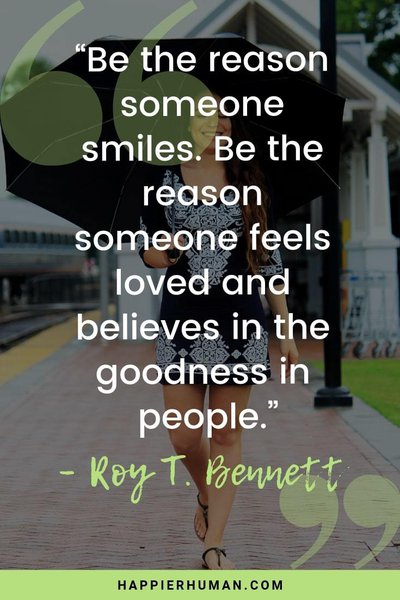 “Be the reason
someone
smiles. Be the
reason
someone feels
loved and
believes in the
goodness in
people.”
- Roy T. Bennett
HAPPIERHUMAN.COM